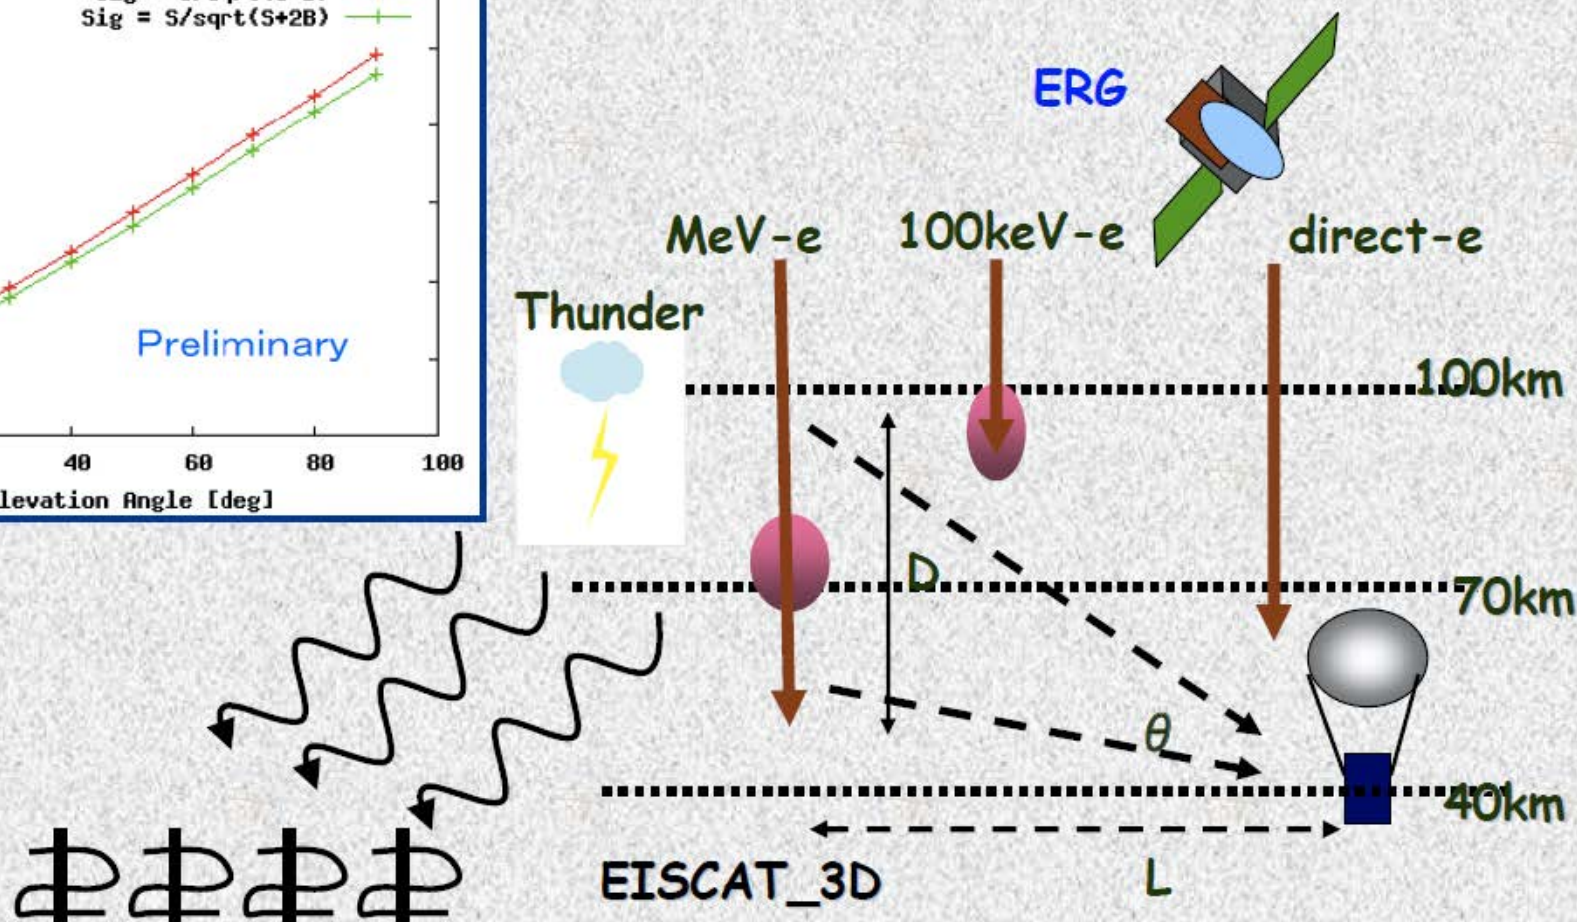 Sig = S/sqrt(S+2B)
Preliminary
40 60 80 100
levation Angle [deg]
ERG
MeV-e 100keV-e direct-e
Thunder
100km
D
70km
θ
40km
L
EISCAT_3D